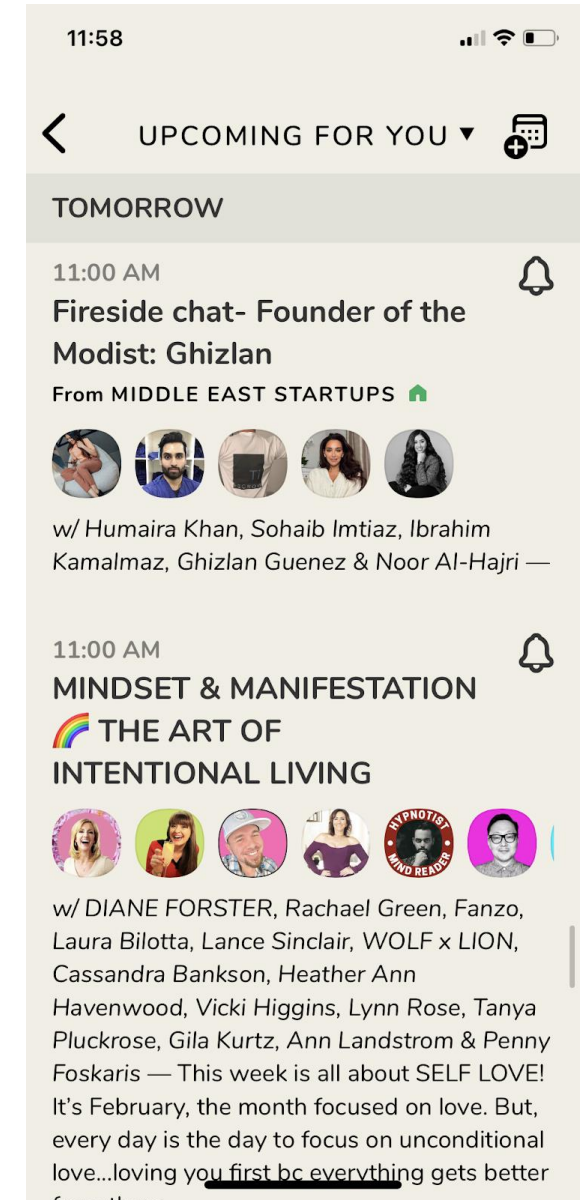 11:58
UPCOMING FOR YOU ▼
TOMORROW
11:00 AM
Fireside chat- Founder of the
Modist: Ghizlan
From MIDDLE EAST STARTUPS
w/ Humaira Khan, Sohaib Imtiaz, Ibrahim
Kamalmaz, Ghizlan Guenez & Noor Al-Hajri —
11:00 AM
MINDSET & MANIFESTATION
🌈 THE ART OF
INTENTIONAL LIVING
HYPNOTIST
MIND READER
w/ DIANE FORSTER, Rachael Green, Fanzo,
Laura Bilotta, Lance Sinclair, WOLF x LION,
Cassandra Bankson, Heather Ann
Havenwood, Vicki Higgins, Lynn Rose, Tanya
Pluckrose, Gila Kurtz, Ann Landstrom & Penny
Foskaris — This week is all about SELF LOVE!
It's February, the month focused on love. But,
every day is the day to focus on unconditional
love...loving you first bc everything gets better